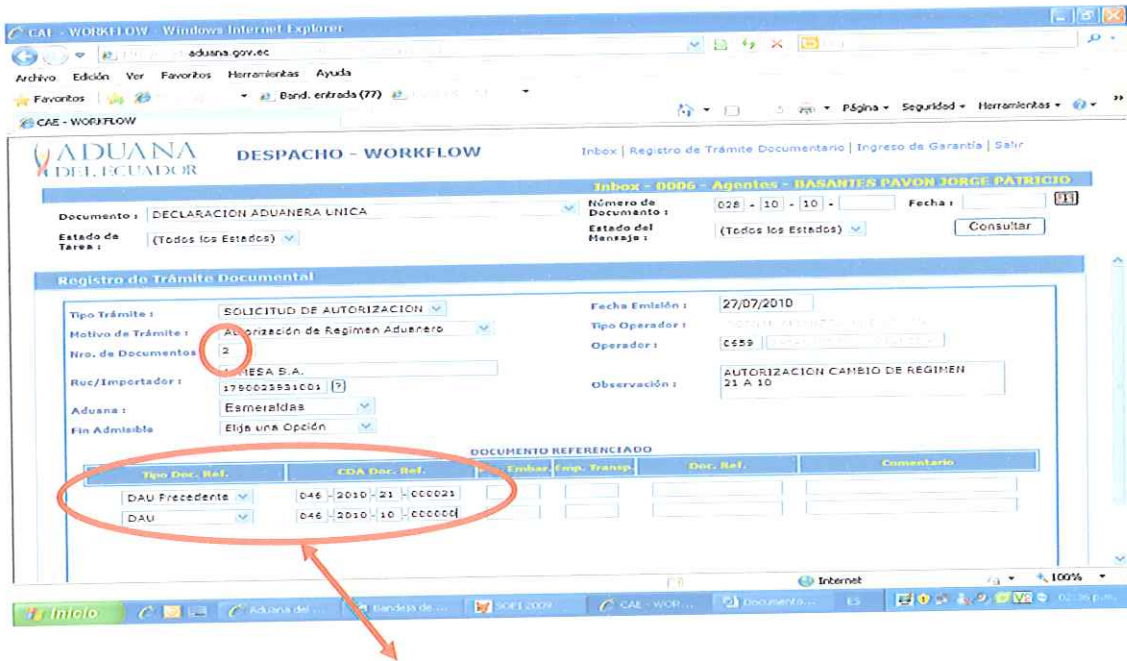 CAE - WORKFLOW - Windows Internet Explorer
aduana.gov.ec
Archivo Edición Ver Favoritos Herramientas Ayuda
Favoritos Band. entrada (77)
Página Seguridad Herramientas
CAE - WORKFLOW
ADUANA DEL ECUADOR
DESPACHO - WORKFLOW
Inbox | Registro de Trámite Documentario | Ingreso de Garantía | Salir
Inbox - 0006 - Agentes - BASANTES PAVON JORGE PATRICIO
Documento : DECLARACION ADUANERA UNICA Número de Documento : 028 - 10 - 10 - Fecha :
Estado de Tarea : (Todos los Estados) Estado del Mensaje : (Todos los Estados) Consultar
Registro de Trámite Documental
Tipo Trámite : SOLICITUD DE AUTORIZACION Fecha Emisión : 27/07/2010
Motivo de Trámite : Autorización de Regimen Aduanero Tipo Operador :
Nro. de Documentos 2 Operador : C659
Ruc/Importador : S.A. 1790023931001 ? Observación : AUTORIZACION CAMBIO DE REGIMEN 21 A 10
Aduana : Esmeraldas
Fin Admisible Elija una Opción
DOCUMENTO REFERENCIADO
Tipo Doc. Ref. CDA Doc. Ref. Embar. Emp. Transp. Doc. Ref. Comentario
DAU Precedente 046 - 2010 - 21 - 000021
DAU 046 - 2010 - 10 - 000000
Internet 100%
Inicio Aduana del ... Bandeja de ... SOFI 2009 CAE - WOR... Documento... ES 02:36 p.m.